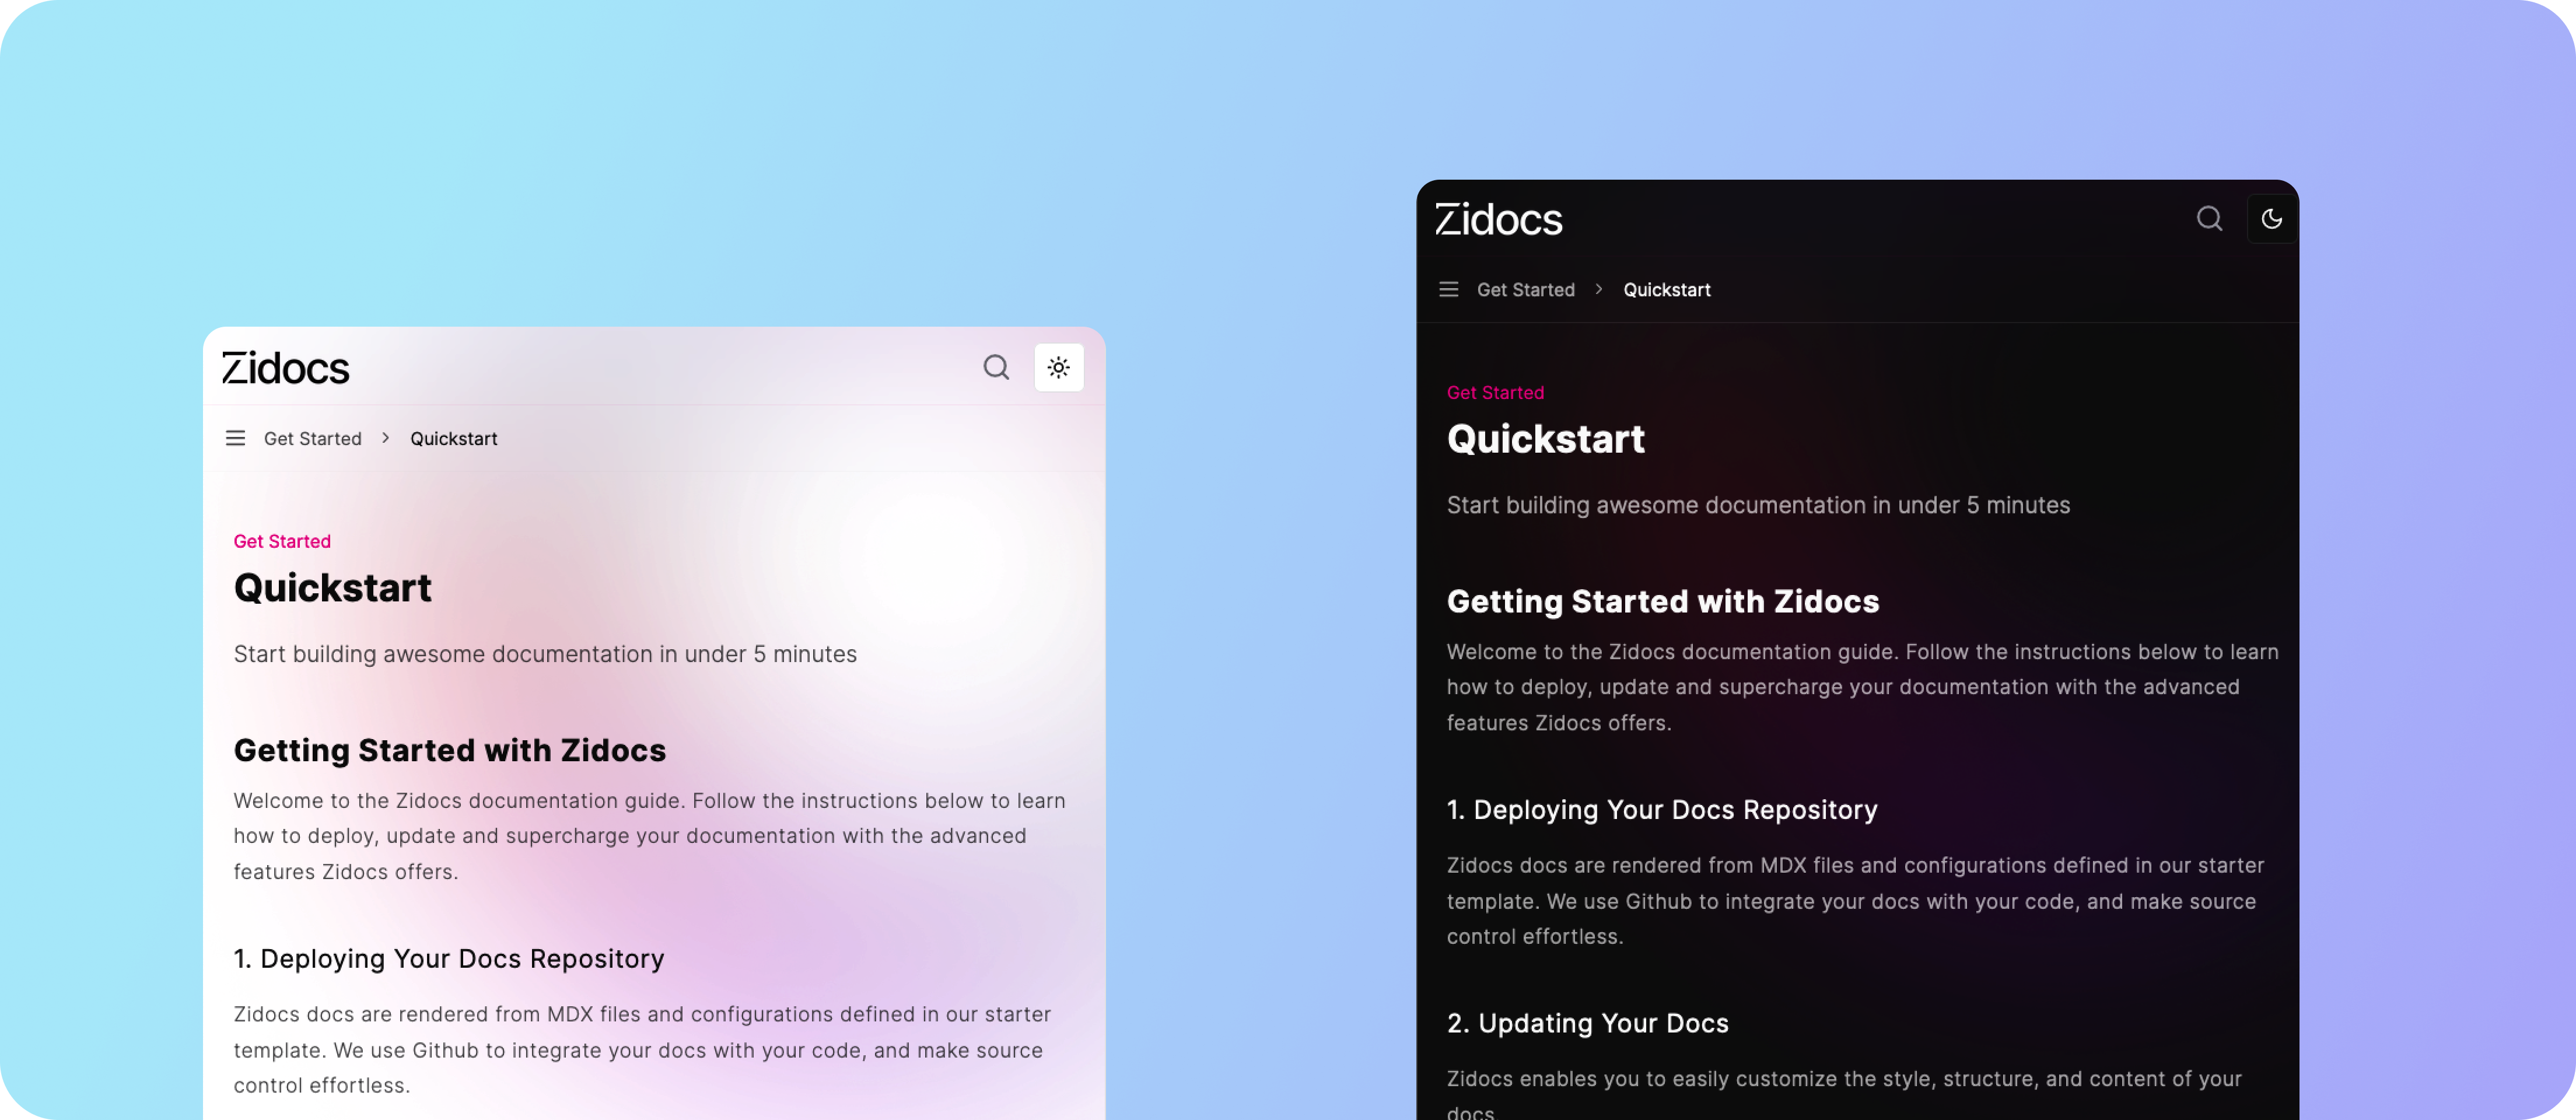 Zidocs
Get Started > Quickstart
Get Started
Quickstart
Start building awesome documentation in under 5 minutes
Getting Started with Zidocs
Welcome to the Zidocs documentation guide. Follow the instructions below to learn
how to deploy, update and supercharge your documentation with the advanced
features Zidocs offers.
1. Deploying Your Docs Repository
Zidocs docs are rendered from MDX files and configurations defined in our starter
template. We use Github to integrate your docs with your code, and make source
control effortless.
Zidocs
Get Started > Quickstart
Get Started
Quickstart
Start building awesome documentation in under 5 minutes
Getting Started with Zidocs
Welcome to the Zidocs documentation guide. Follow the instructions below to learn
how to deploy, update and supercharge your documentation with the advanced
features Zidocs offers.
1. Deploying Your Docs Repository
Zidocs docs are rendered from MDX files and configurations defined in our starter
template. We use Github to integrate your docs with your code, and make source
control effortless.
2. Updating Your Docs
Zidocs enables you to easily customize the style, structure, and content of your
docs.